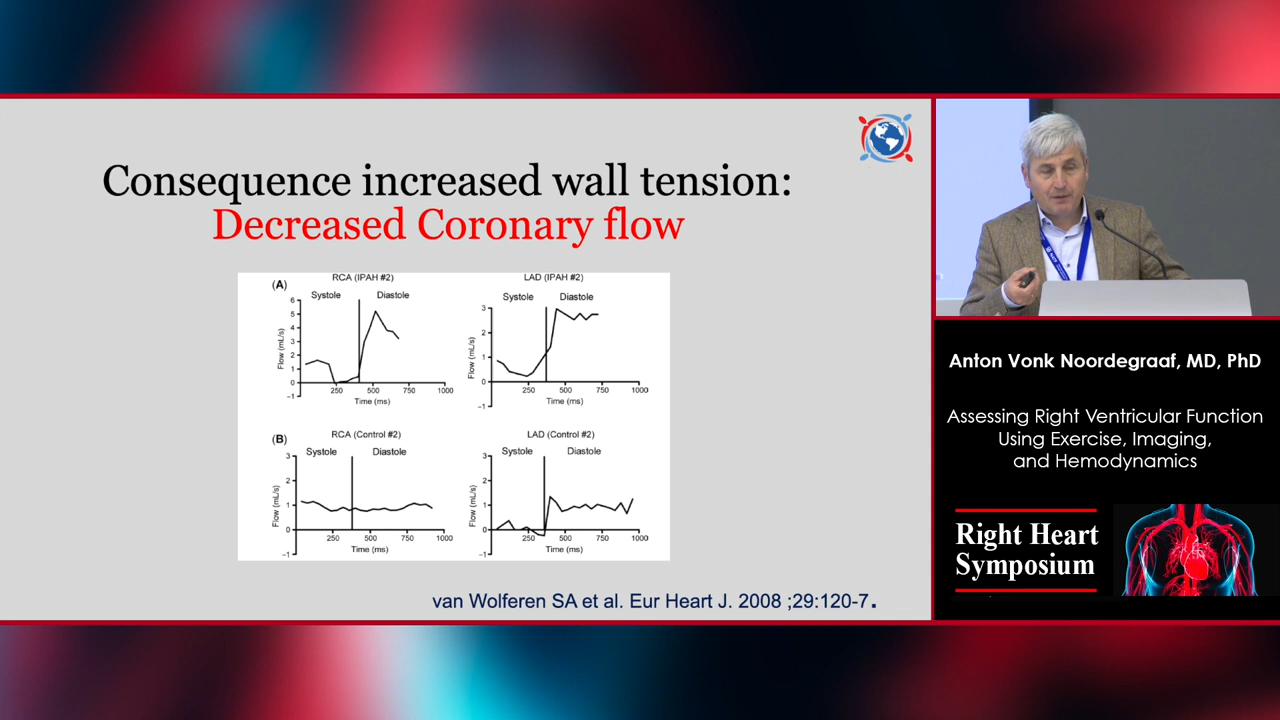 Consequence increased wall tension:
Decreased Coronary flow
(A)
RCA (IPAH #2)
Systole
Diastole
6
5
4
3
2
1
0
−1
Flow (mL/s)
250
500
750
1000
Time (ms)
LAD (IPAH #2)
Systole
Diastole
3
2
1
0
−1
Flow (mL/s)
250
500
750
1000
Time (ms)
(B)
RCA (Control #2)
Systole
Diastole
3
2
1
0
−1
Flow (mL/s)
250
500
750
1000
Time (ms)
LAD (Control #2)
Systole
Diastole
3
2
1
0
−1
Flow (mL/s)
250
500
750
1000
Time (ms)
van Wolferen SA et al. Eur Heart J. 2008 ;29:120-7.
Anton Vonk Noordegraaf, MD, PhD
Assessing Right Ventricular Function
Using Exercise, Imaging,
and Hemodynamics
Right Heart
Symposium